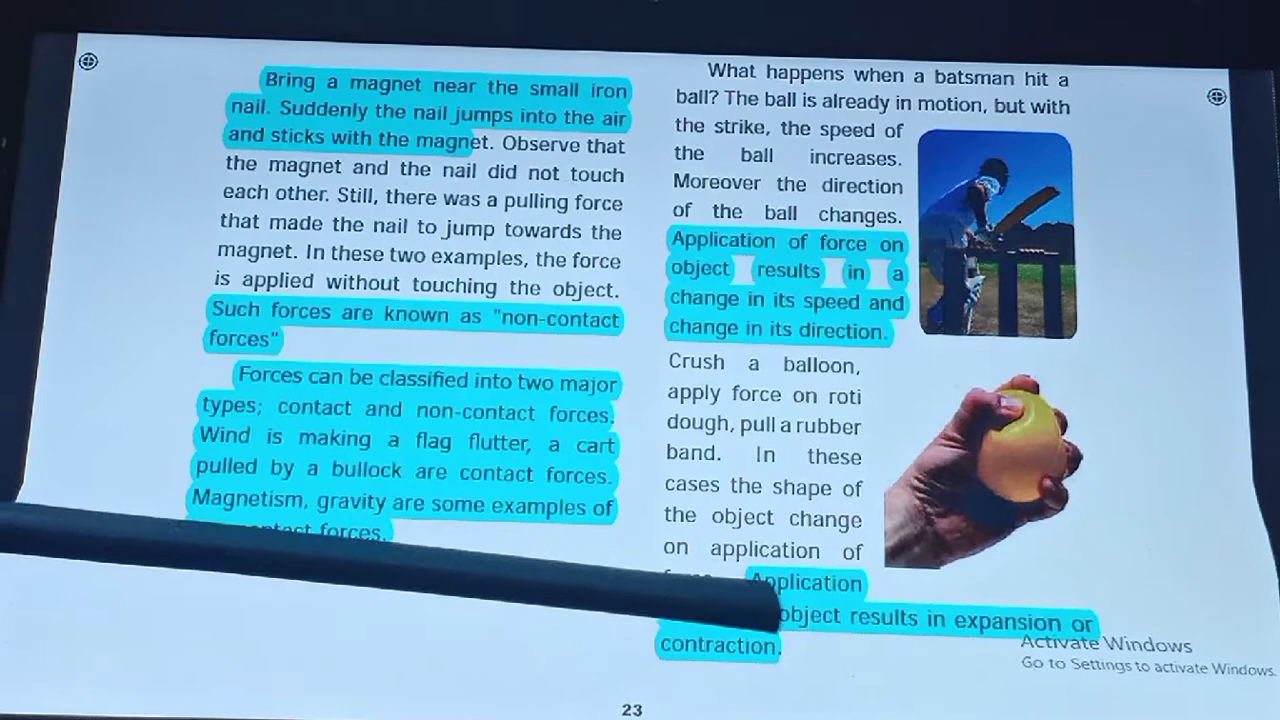 Bring a magnet near the small iron
nail. Suddenly the nail jumps into the air
and sticks with the magnet. Observe that
the magnet and the nail did not touch
each other. Still, there was a pulling force
that made the nail to jump towards the
magnet. In these two examples, the force
is applied without touching the object.
Such forces are known as "non-contact
forces"
Forces can be classified into two major
types; contact and non-contact forces.
Wind is making a flag flutter, a cart
pulled by a bullock are contact forces.
Magnetism, gravity are some examples of
forces.
What happens when a batsman hit a
ball? The ball is already in motion, but with
the strike, the speed of
the ball increases.
Moreover the direction
of the ball changes.
Application of force on
object results in a
change in its speed and
change in its direction.
Crush a balloon,
apply force on roti
dough, pull a rubber
band. In these
cases the shape of
the object change
on application of
Application
object results in expansion or
contraction.
Activate Windows
Go to Settings to activate Windows.
23